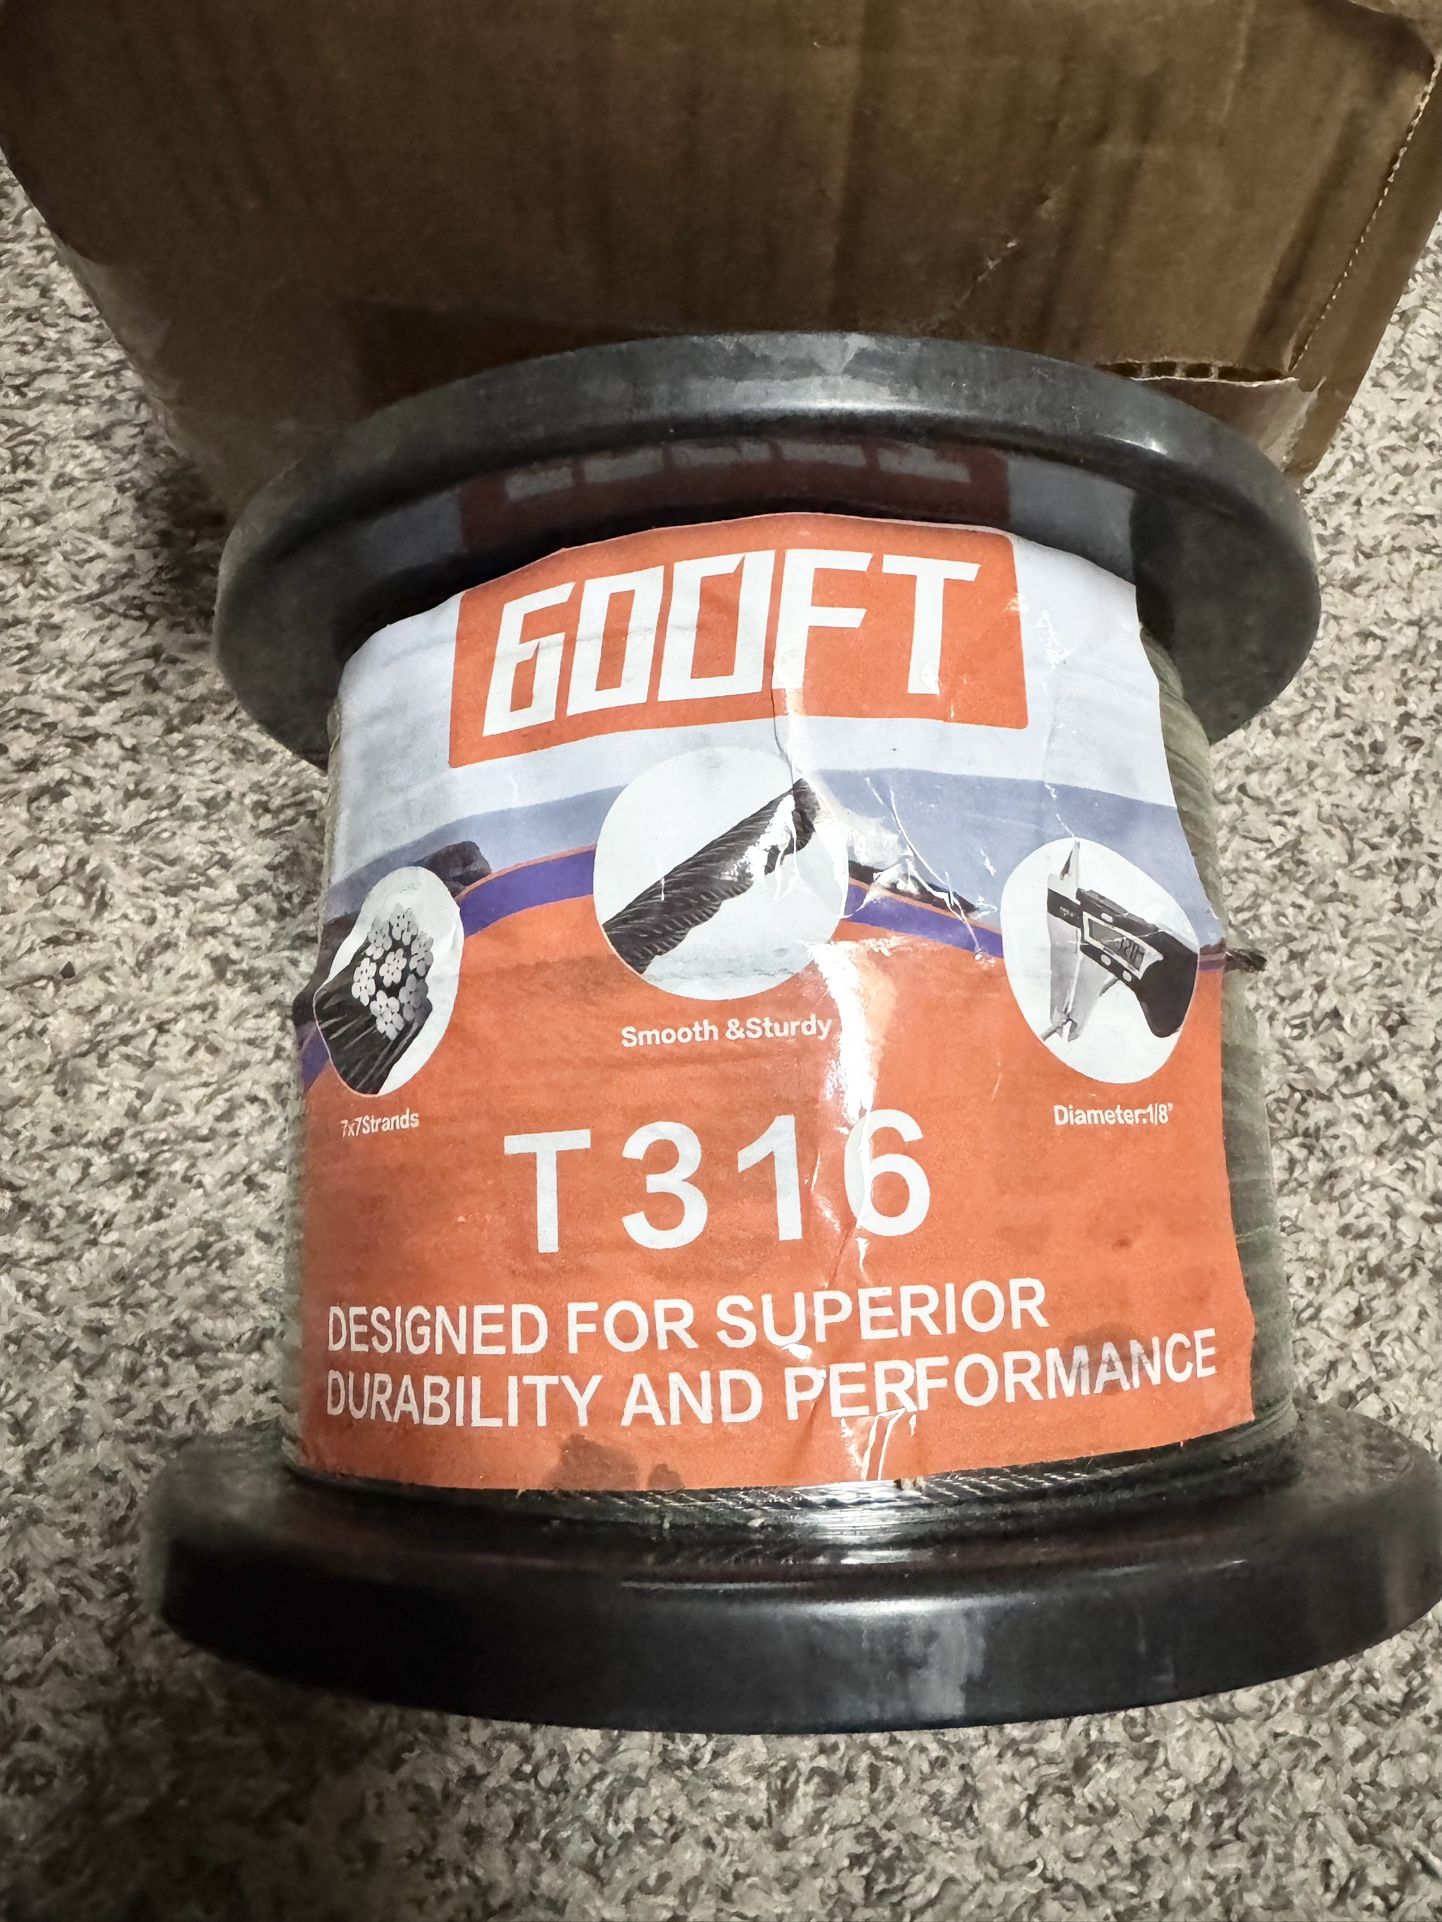 600FT
Smooth &Sturdy
7x7Strands
Diameter:1/8"
T316
DESIGNED FOR SUPERIOR
DURABILITY AND PERFORMANCE